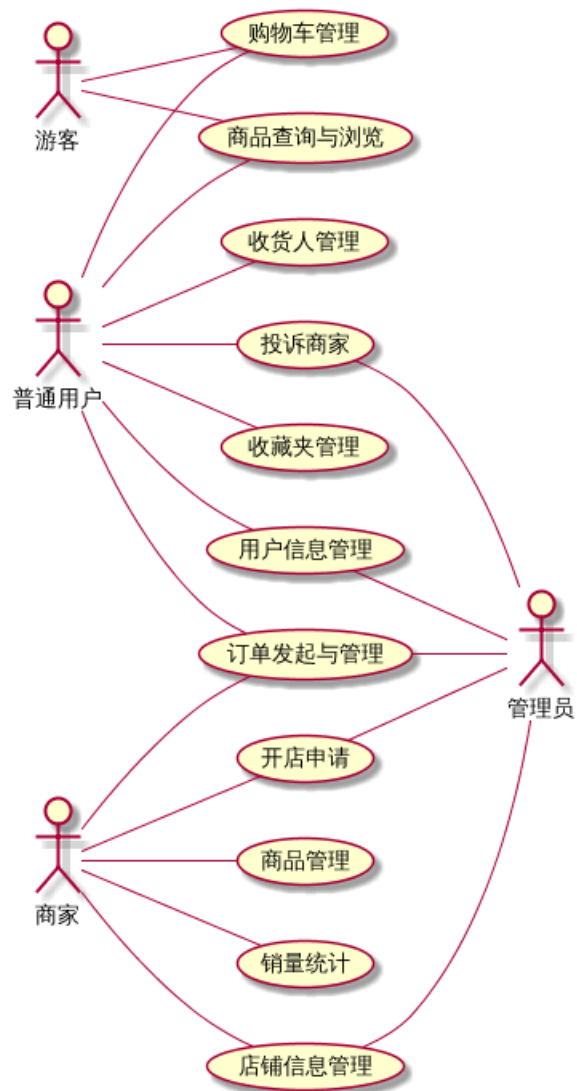 购物车管理
游客
商品查询与浏览
收货人管理
投诉商家
普通用户
收藏夹管理
用户信息管理
订单发起与管理
管理员
开店申请
商品管理
商家
销量统计
店铺信息管理